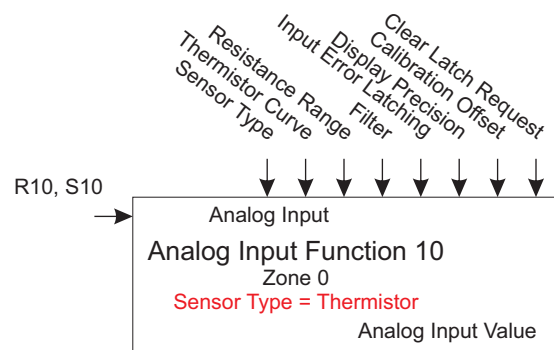 Sensor Type
Thermistor Curve
Resistance Range
Filter
Input Error Latching
Display Precision
Calibration Offset
Clear Latch Request
R10, S10
Analog Input
Analog Input Function 10
Zone 0
Sensor Type = Thermistor
Analog Input Value